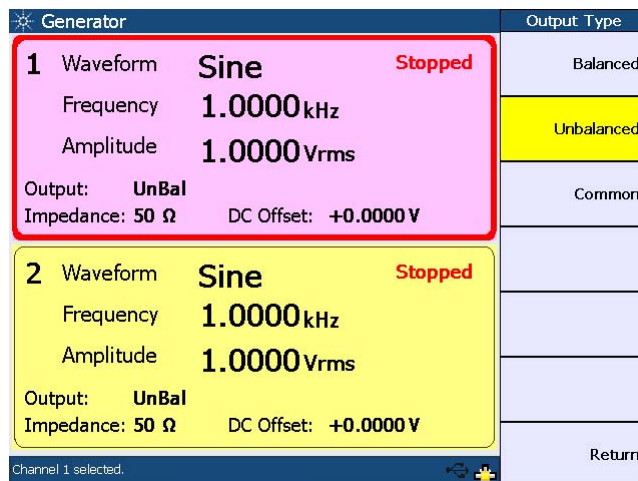 Generator
Output Type
1 Waveform Sine Stopped
Frequency 1.0000 kHz
Amplitude 1.0000 Vrms
Output: UnBal
Impedance: 50 Ω DC Offset: +0.0000 V
2 Waveform Sine Stopped
Frequency 1.0000 kHz
Amplitude 1.0000 Vrms
Output: UnBal
Impedance: 50 Ω DC Offset: +0.0000 V
Channel 1 selected.
Balanced
Unbalanced
Common
Return